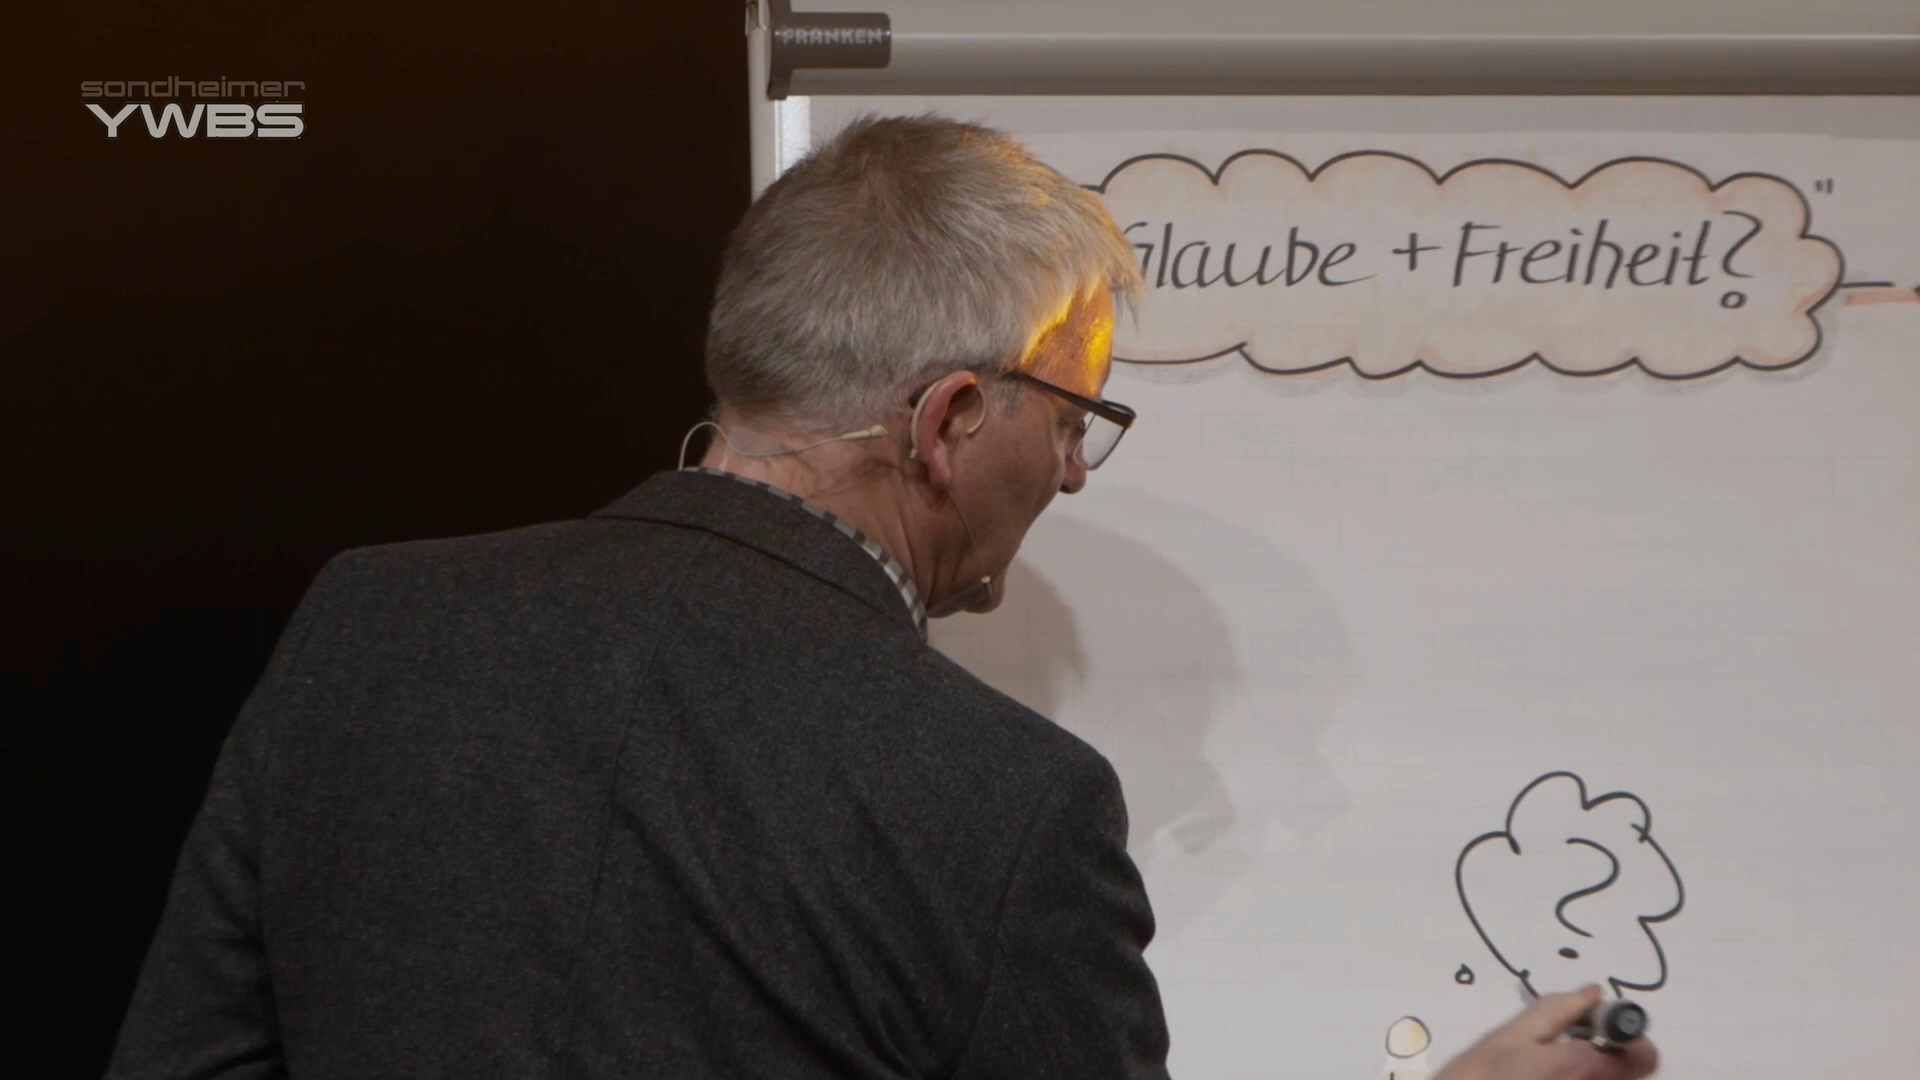 sondheimer
YWBS
FRANKEN
Glaube + Freiheit?"
?